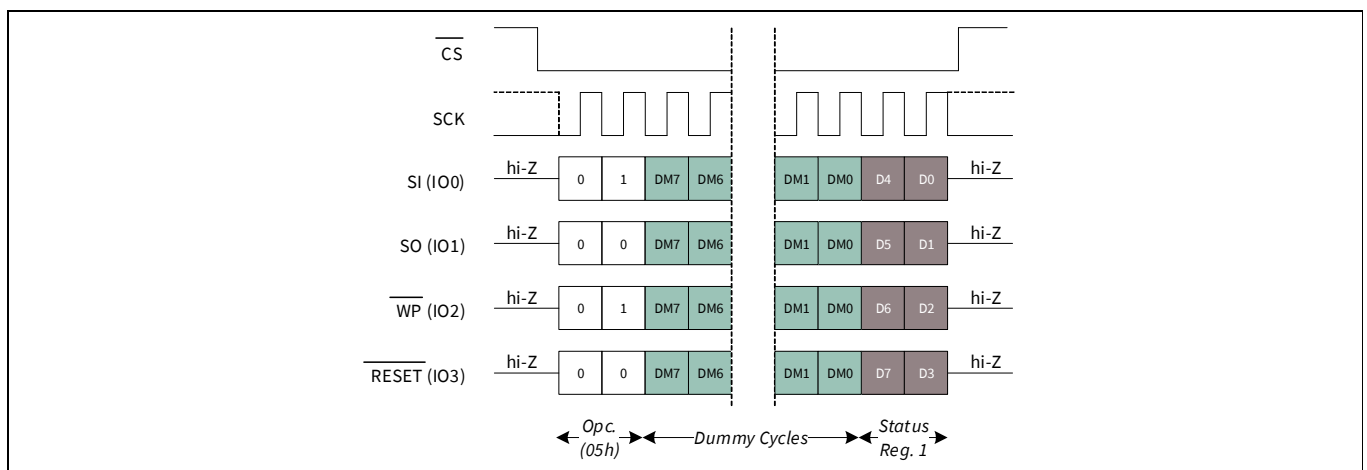 CS
SCK
SI (IO0) hi-Z 0 1 DM7 DM6 DM1 DM0 D4 D0 hi-Z
SO (IO1) hi-Z 0 0 DM7 DM6 DM1 DM0 D5 D1 hi-Z
WP (IO2) hi-Z 0 1 DM7 DM6 DM1 DM0 D6 D2 hi-Z
RESET (IO3) hi-Z 0 0 DM7 DM6 DM1 DM0 D7 D3 hi-Z
Opc. (05h)
Dummy Cycles
Status Reg. 1